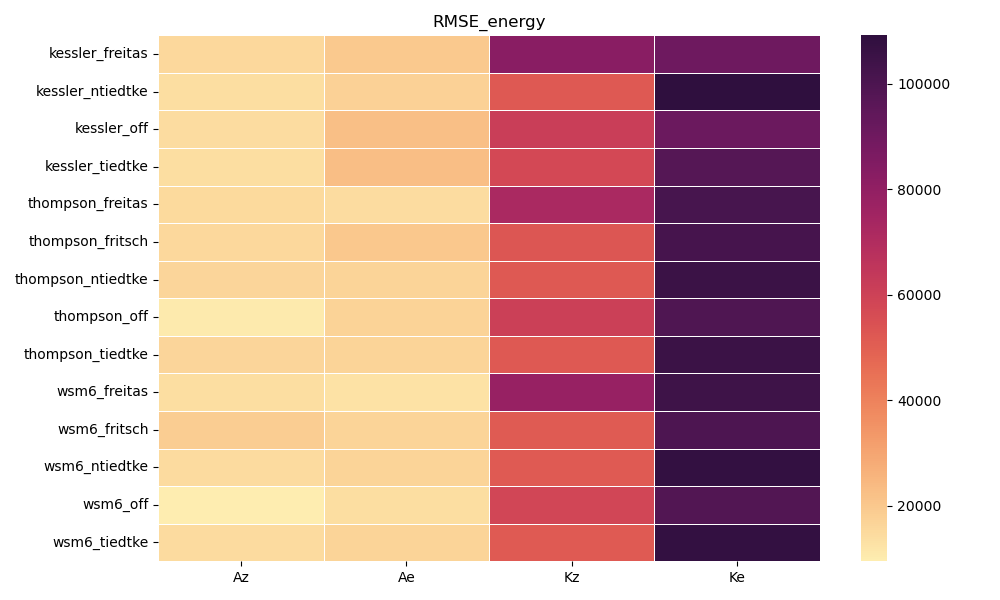 RMSE_energy
kessler_freitas
kessler_ntiedtke
kessler_off
kessler_tiedtke
thompson_freitas
thompson_fritsch
thompson_ntiedtke
thompson_off
thompson_tiedtke
wsm6_freitas
wsm6_fritsch
wsm6_ntiedtke
wsm6_off
wsm6_tiedtke
Az Ae Kz Ke
100000
80000
60000
40000
20000